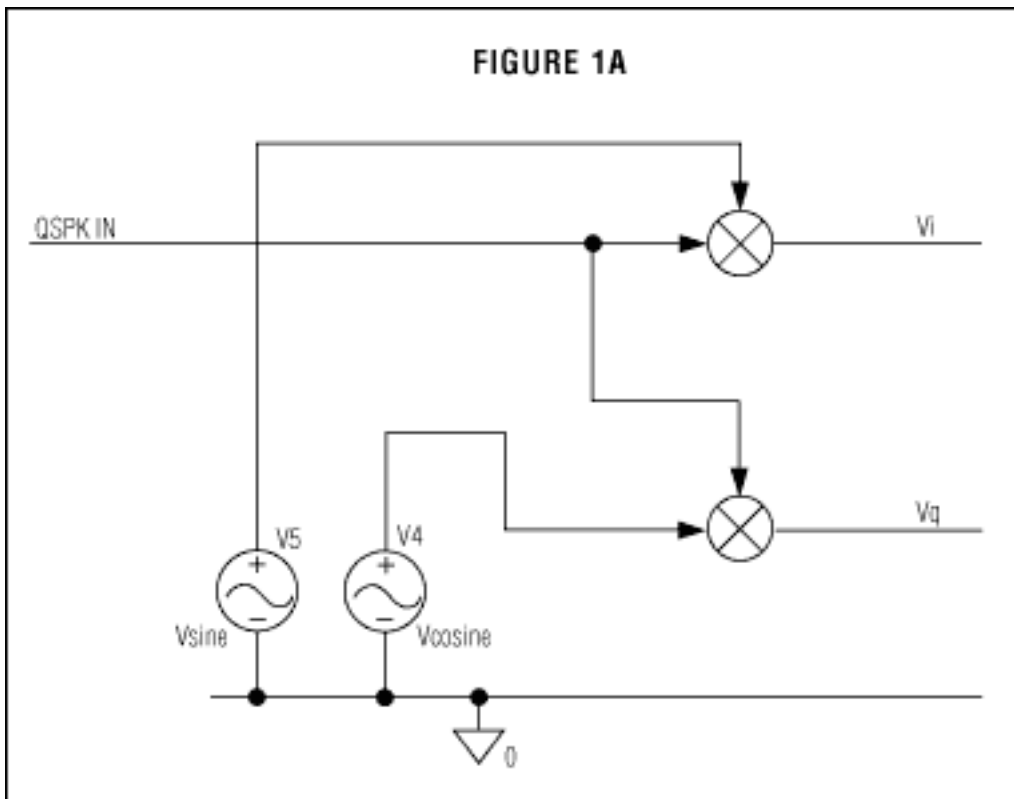 FIGURE 1A
QSPK IN
Vi
Vq
V5
V4
+
+
−
−
Vsine
Vcosine
0